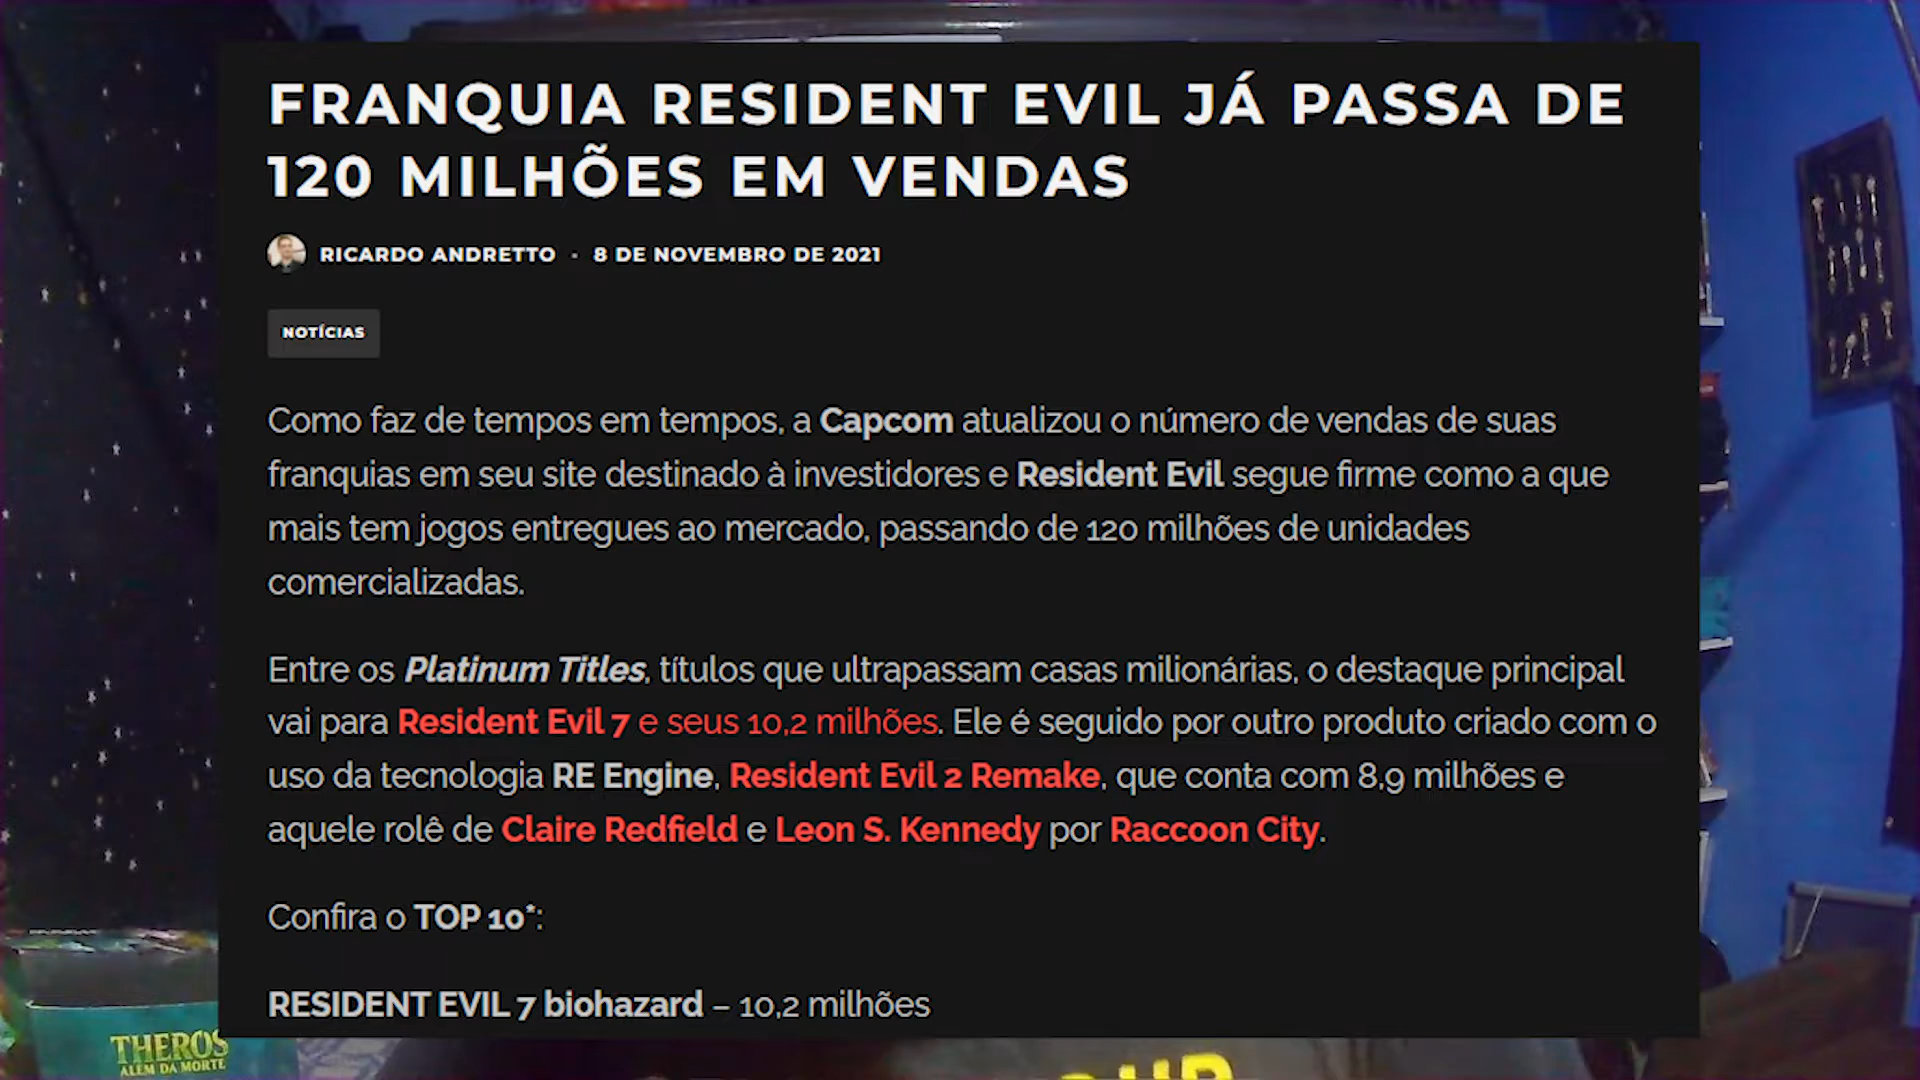 FRANQUIA RESIDENT EVIL JÁ PASSA DE
120 MILHÕES EM VENDAS
RICARDO ANDRETTO · 8 DE NOVEMBRO DE 2021
NOTÍCIAS
Como faz de tempos em tempos, a Capcom atualizou o número de vendas de suas
franquias em seu site destinado à investidores e Resident Evil segue firme como a que
mais tem jogos entregues ao mercado, passando de 120 milhões de unidades
comercializadas.
Entre os Platinum Titles, títulos que ultrapassam casas milionárias, o destaque principal
vai para Resident Evil 7 e seus 10,2 milhões. Ele é seguido por outro produto criado com o
uso da tecnologia RE Engine, Resident Evil 2 Remake, que conta com 8,9 milhões e
aquele rolê de Claire Redfield e Leon S. Kennedy por Raccoon City.
Confira o TOP 10*:
RESIDENT EVIL 7 biohazard – 10,2 milhões
THEROS
ALÉM DA MORTE